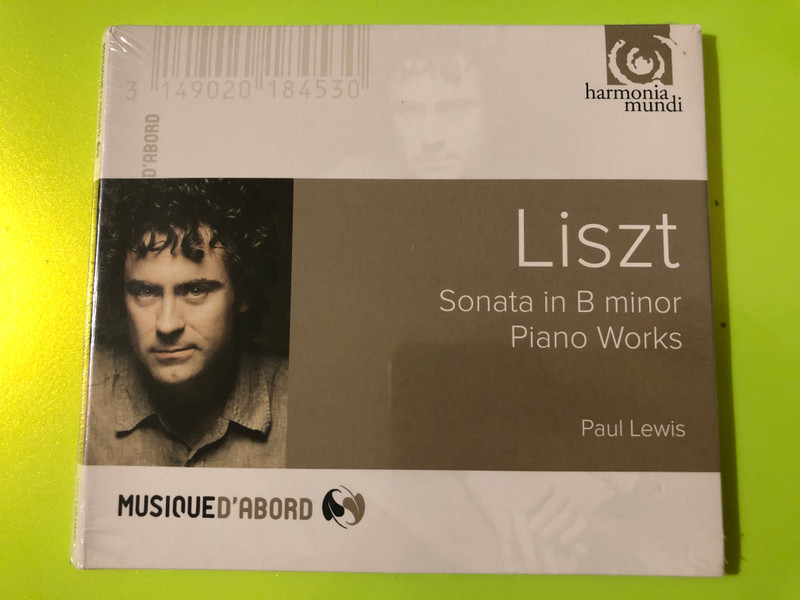 3 149020 184530
D'ABORD
harmonia
mundi
Liszt
Sonata in B minor
Piano Works
Paul Lewis
MUSIQUED'ABORD